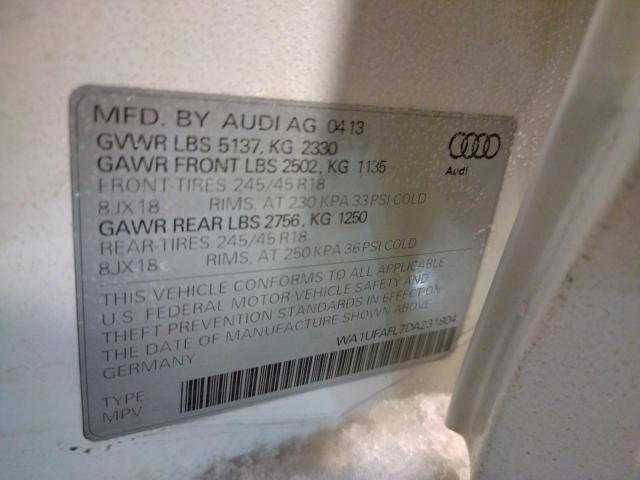 MFD. BY AUDI AG 04 13
GVWR LBS 5137, KG 2330
GAWR FRONT LBS 2502, KG 1135
FRONT-TIRES 245/45 R18
8JX18 RIMS, AT 230 KPA 33 PSI COLD
GAWR REAR LBS 2756, KG 1250
REAR-TIRES 245/45 R18
8JX18 RIMS, AT 250 KPA 36 PSI COLD
Audi
THIS VEHICLE CONFORMS TO ALL APPLICABLE
U.S FEDERAL MOTOR VEHICLE SAFETY AND
THEFT PREVENTION STANDARDS IN EFFECT ON
THE DATE OF MANUFACTURE SHOWN ABOVE
GERMANY WA1UFAFL7DA231804
TYPE
MPV